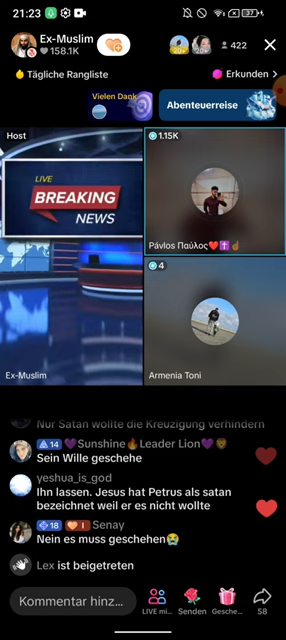 21:23
37
Ex-Muslim
158.1K
20+
20+
422
Tägliche Rangliste
Erkunden
Vielen Dank
Abenteuerreise
Host
1.15K
LIVE
BREAKING
NEWS
Pávlos Παύλος❤️✝️☝🏽
4
Ex-Muslim
Armenia Toni
Nur Satan wollte die Kreuzigung verhindern
14 💜Sunshine🔥Leader Lion💜🦁
Sein Wille geschehe
yeshua_is_god
Ihn lassen. Jesus hat Petrus als satan
bezeichnet weil er es nicht wollte
18 I Senay
Nein es muss geschehen😭
Lex ist beigetreten
Kommentar hinz...
LIVE mi...
Senden
Gesche...
58